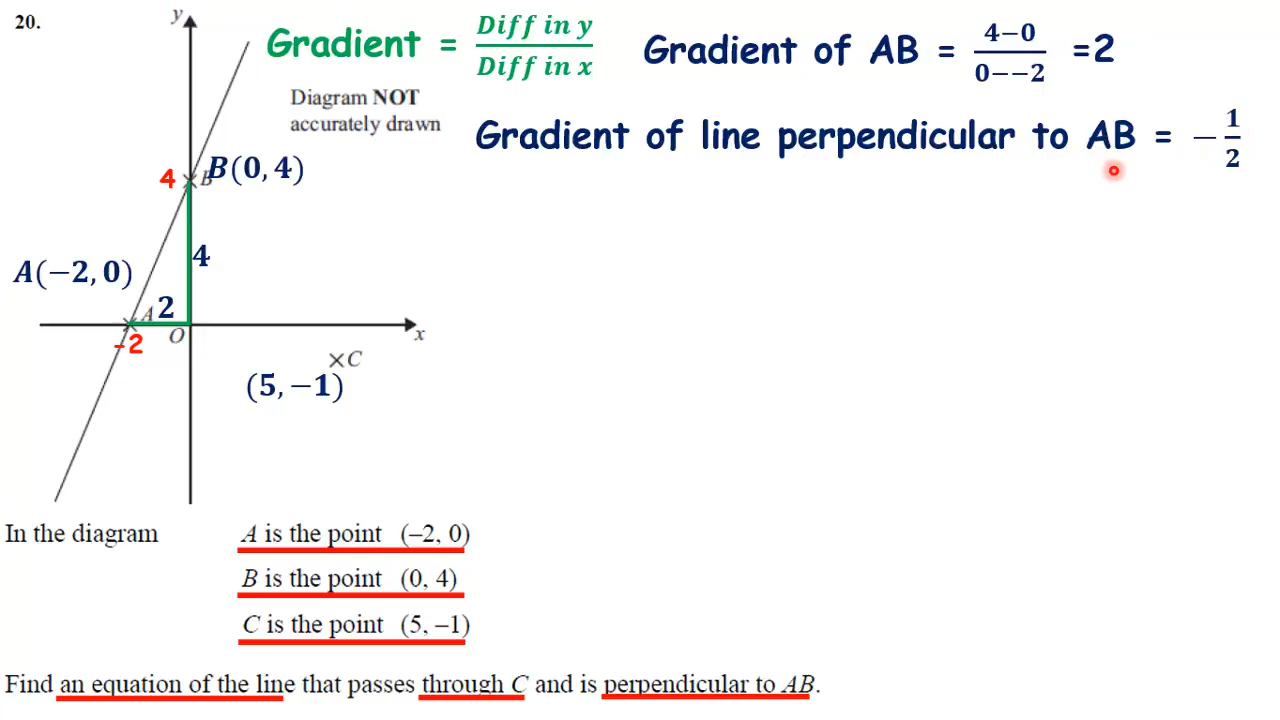 20.
y
Gradient = Diff in y / Diff in x
Gradient of AB = 4−0 / 0−−2 =2
Diagram NOT
accurately drawn
Gradient of line perpendicular to AB = − 1/2
4 B B(0, 4)
A(−2, 0)
4
A 2
-2 O x
×C
(5, −1)
In the diagram A is the point (–2, 0)
B is the point (0, 4)
C is the point (5, –1)
Find an equation of the line that passes through C and is perpendicular to AB.